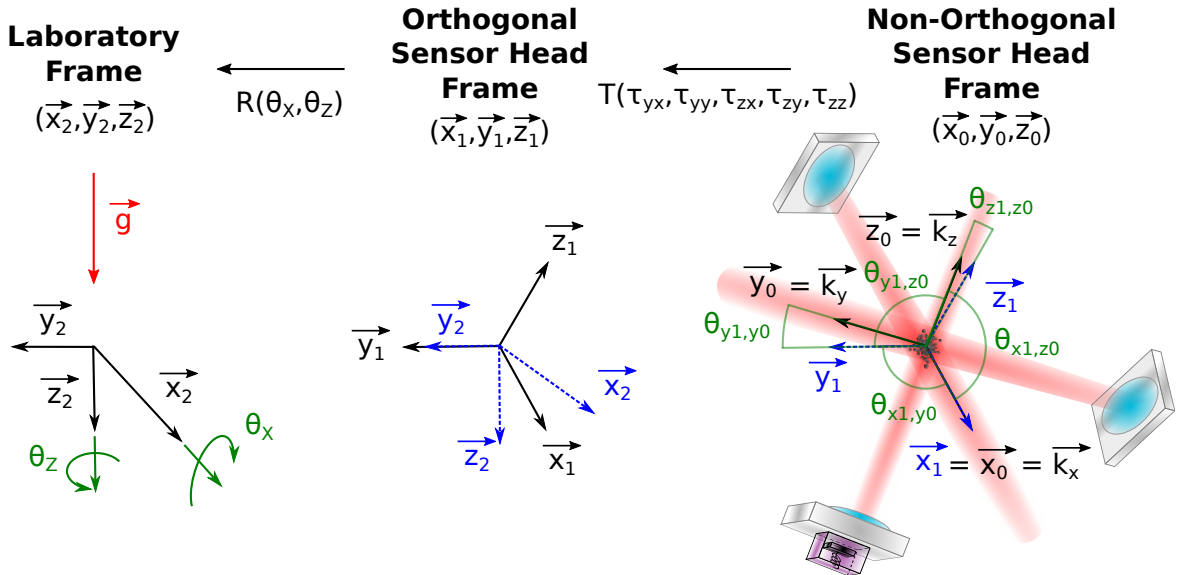 Laboratory
Frame
(x₂,y₂,z₂)
R(θX,θZ)
Orthogonal
Sensor Head
Frame
(x₁,y₁,z₁)
T(τyx,τyy,τzx,τzy,τzz)
Non-Orthogonal
Sensor Head
Frame
(x₀,y₀,z₀)
g
y₂
z₂
x₂
θZ
θX
z₁
y₁
y₂
x₂
z₂
x₁
θz1,z0
z₀ = kz
y₀ = ky
θy1,z0
z₁
θy1,y0
θx1,z0
y₁
θx1,y0
x₁ = x₀ = kx